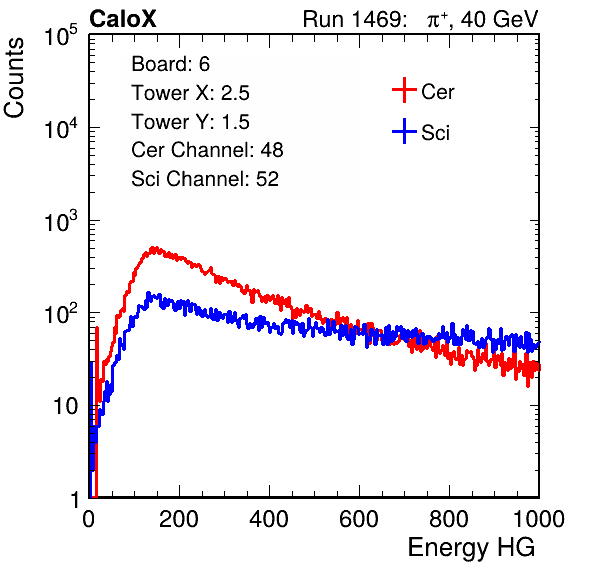 CaloX Run 1469: π⁺, 40 GeV
Board: 6
Tower X: 2.5
Tower Y: 1.5
Cer Channel: 48
Sci Channel: 52
Cer
Sci
Counts
10⁵
10⁴
10³
10²
10
1
0 200 400 600 800 1000
Energy HG